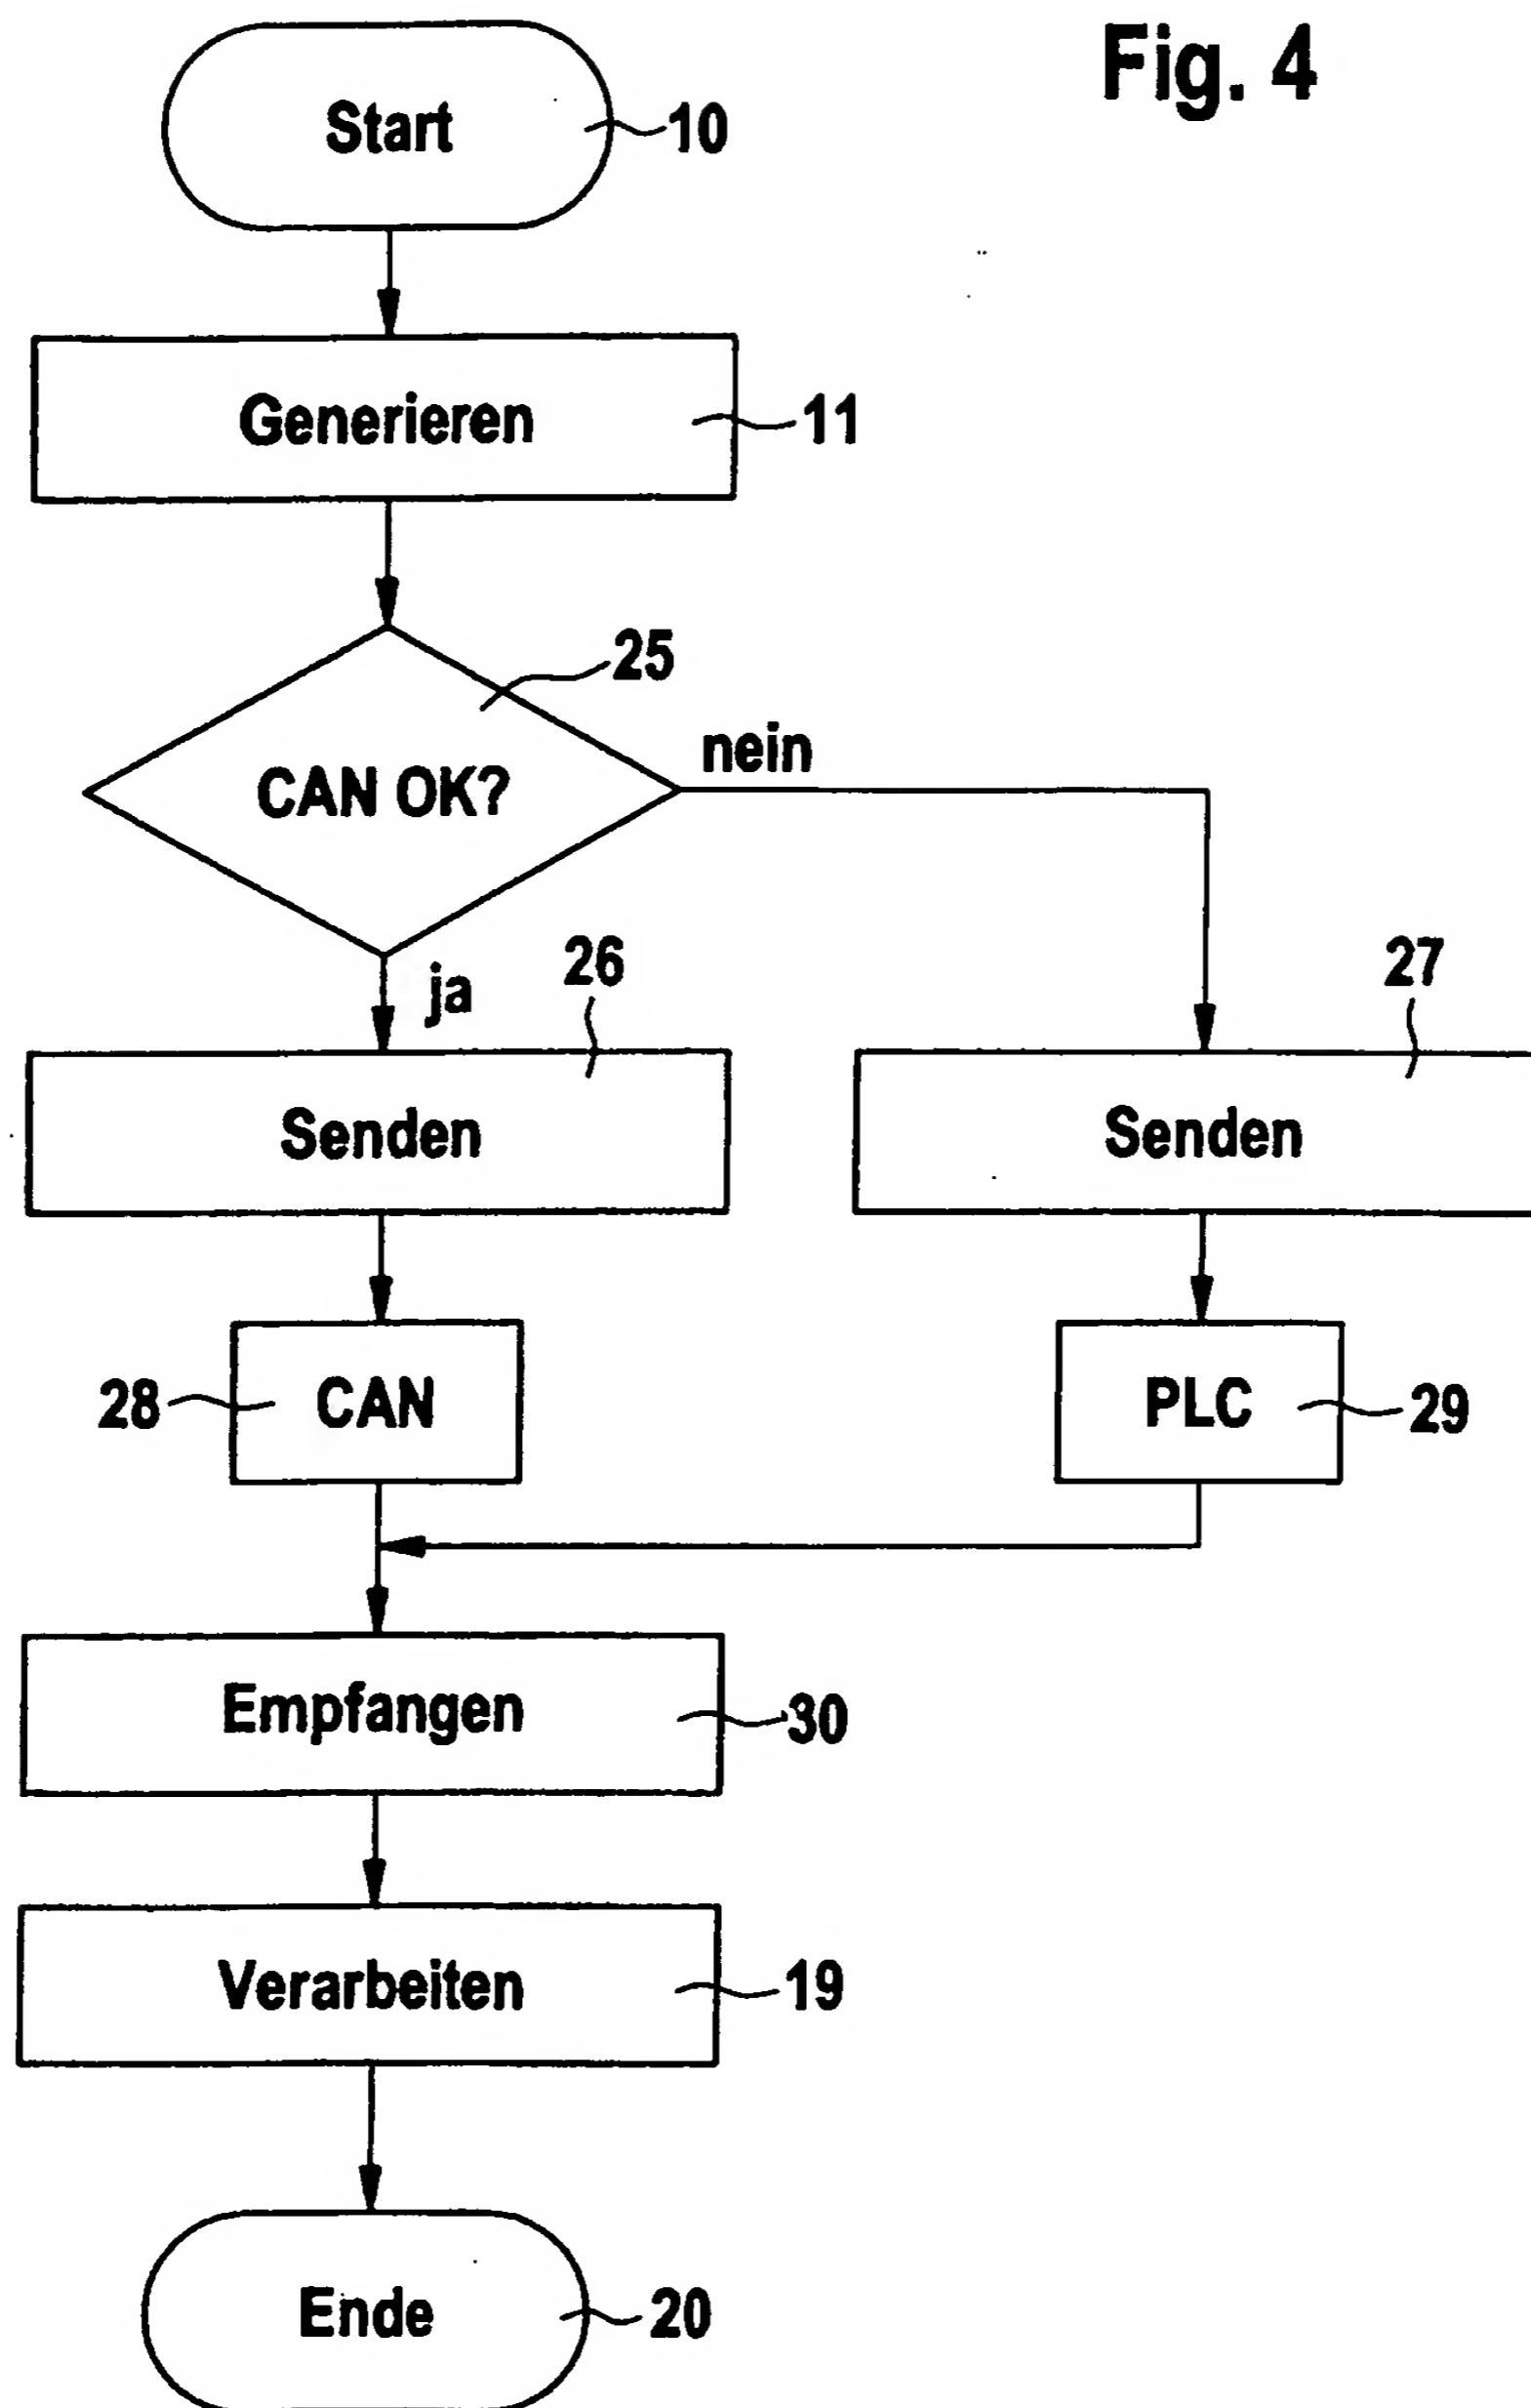 Fig. 4
Start
10
Generieren
11
25
CAN OK?
nein
ja
26
27
Senden
Senden
28
CAN
PLC
29
Empfangen
30
Verarbeiten
19
Ende
20